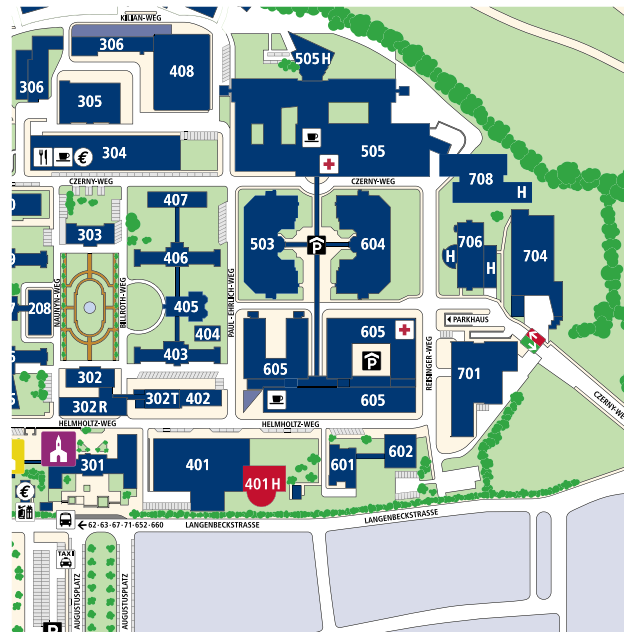 KILIAN-WEG
306
505 H
408
306
305
304
€
505
CZERNY-WEG
CZERNY-WEG
708
H
407
303
503
604
706
H
H
704
406
NAUNYN-WEG
BILLROTH-WEG
PAUL-EHRLICH-WEG
208
405
404
403
PARKHAUS
605
605
REISINGER-WEG
701
302
302 R
302T
402
605
CZERNY-W
HELMHOLTZ-WEG
HELMHOLTZ-WEG
301
401
401 H
601
602
€
62·63·67·71·652·660
LANGENBECKSTRASSE
LANGENBECKSTRASSE
TAXI
AUGUSTUSPLATZ
AUGUSTUSPLATZ
P